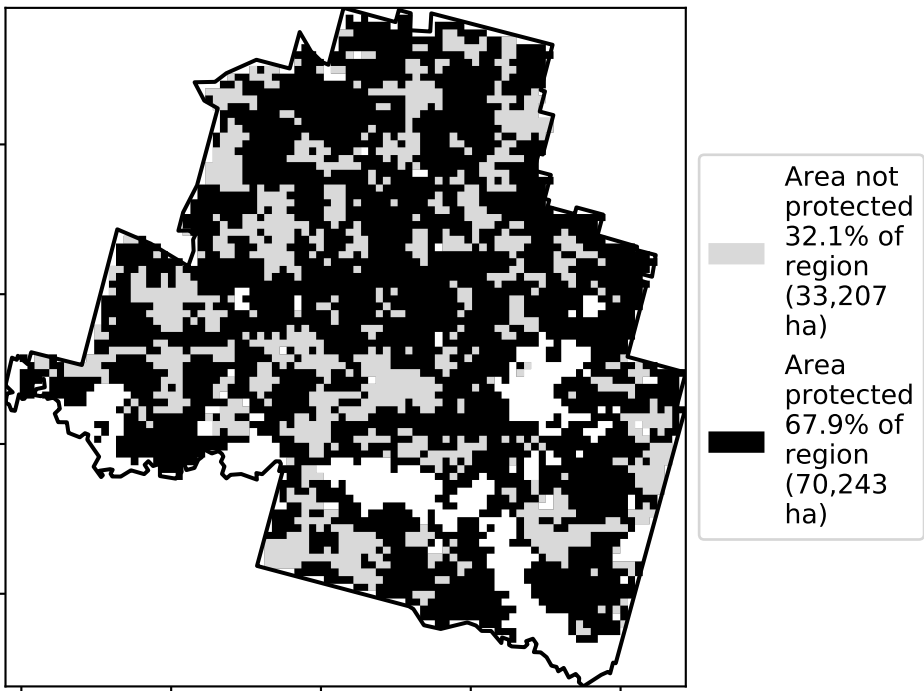 Area not
protected
32.1% of
region
(33,207
ha)
Area
protected
67.9% of
region
(70,243
ha)